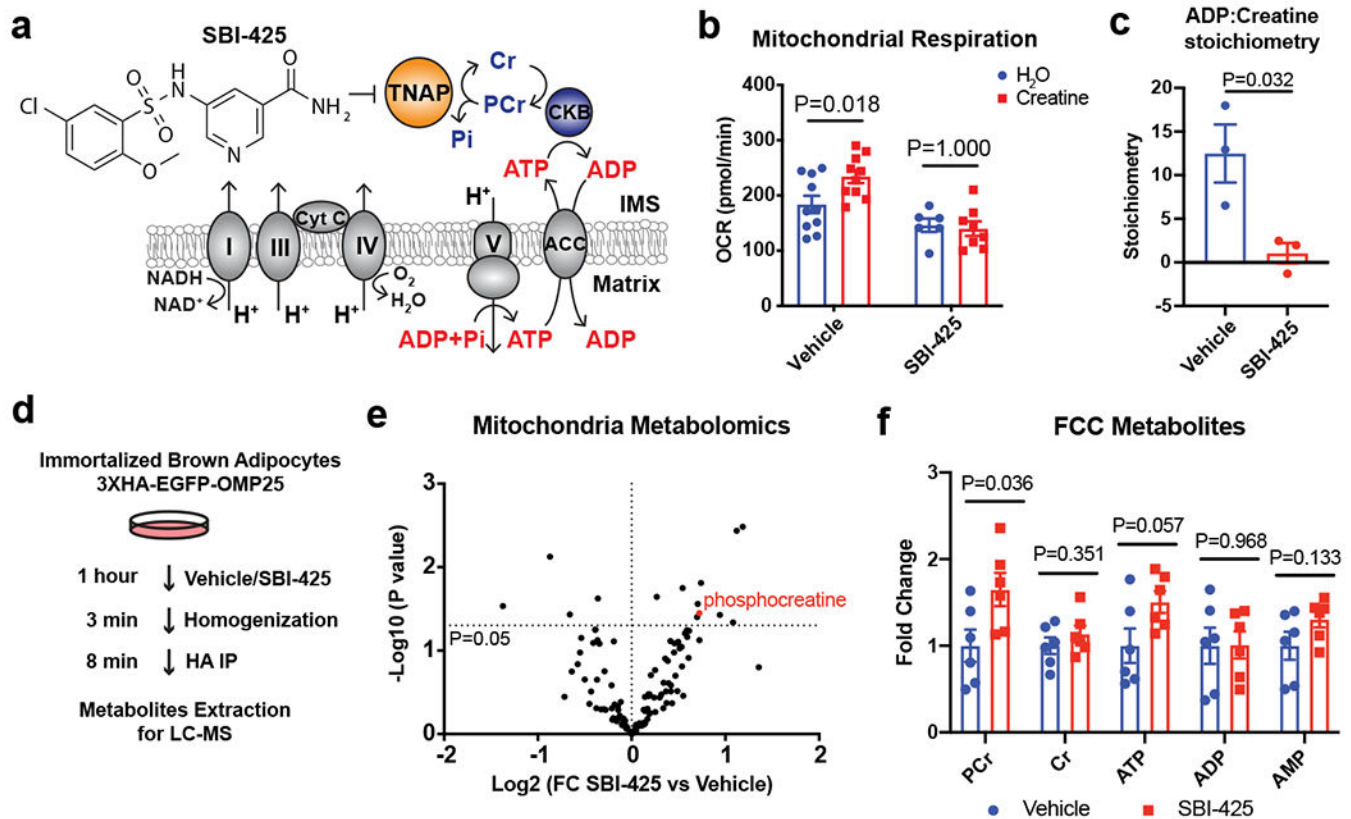 a
SBI-425
Cl
O
S
O
H
N
O
NH2
N
O
TNAP
Cr
PCr
Pi
CKB
ATP
ADP
H+
IMS
I
III
Cyt C
IV
V
ACC
Matrix
NADH
NAD+
H+
H+
H+
O2
H2O
ADP+Pi
ATP
ADP
b
Mitochondrial Respiration
H2O
Creatine
P=0.018
P=1.000
OCR (pmol/min)
400
300
200
100
0
Vehicle
SBI-425
c
ADP:Creatine
stoichiometry
P=0.032
Stoichiometry
20
15
10
5
0
-5
Vehicle
SBI-425
d
Immortalized Brown Adipocytes
3XHA-EGFP-OMP25
1 hour Vehicle/SBI-425
3 min Homogenization
8 min HA IP
Metabolites Extraction
for LC-MS
e
Mitochondria Metabolomics
-Log10 (P value)
3
2
1
0
phosphocreatine
P=0.05
-2 -1 0 1 2
Log2 (FC SBI-425 vs Vehicle)
f
FCC Metabolites
Fold Change
3
2
1
0
P=0.036
P=0.351
P=0.057
P=0.968
P=0.133
PCr
Cr
ATP
ADP
AMP
Vehicle SBI-425